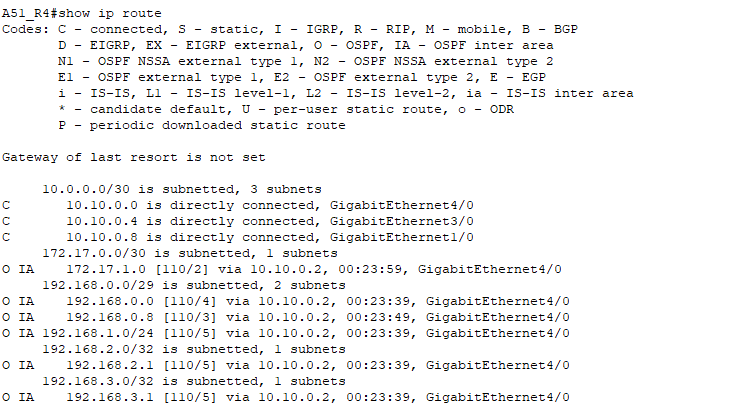 A51_R4#show ip route
Codes: C - connected, S - static, I - IGRP, R - RIP, M - mobile, B - BGP
       D - EIGRP, EX - EIGRP external, O - OSPF, IA - OSPF inter area
       N1 - OSPF NSSA external type 1, N2 - OSPF NSSA external type 2
       E1 - OSPF external type 1, E2 - OSPF external type 2, E - EGP
       i - IS-IS, L1 - IS-IS level-1, L2 - IS-IS level-2, ia - IS-IS inter area
       * - candidate default, U - per-user static route, o - ODR
       P - periodic downloaded static route

Gateway of last resort is not set

     10.0.0.0/30 is subnetted, 3 subnets
C       10.10.0.0 is directly connected, GigabitEthernet4/0
C       10.10.0.4 is directly connected, GigabitEthernet3/0
C       10.10.0.8 is directly connected, GigabitEthernet1/0
     172.17.0.0/30 is subnetted, 1 subnets
O IA    172.17.1.0 [110/2] via 10.10.0.2, 00:23:59, GigabitEthernet4/0
     192.168.0.0/29 is subnetted, 2 subnets
O IA    192.168.0.0 [110/4] via 10.10.0.2, 00:23:39, GigabitEthernet4/0
O IA    192.168.0.8 [110/3] via 10.10.0.2, 00:23:49, GigabitEthernet4/0
O IA 192.168.1.0/24 [110/5] via 10.10.0.2, 00:23:39, GigabitEthernet4/0
     192.168.2.0/32 is subnetted, 1 subnets
O IA    192.168.2.1 [110/5] via 10.10.0.2, 00:23:39, GigabitEthernet4/0
     192.168.3.0/32 is subnetted, 1 subnets
O IA    192.168.3.1 [110/5] via 10.10.0.2, 00:23:39, GigabitEthernet4/0